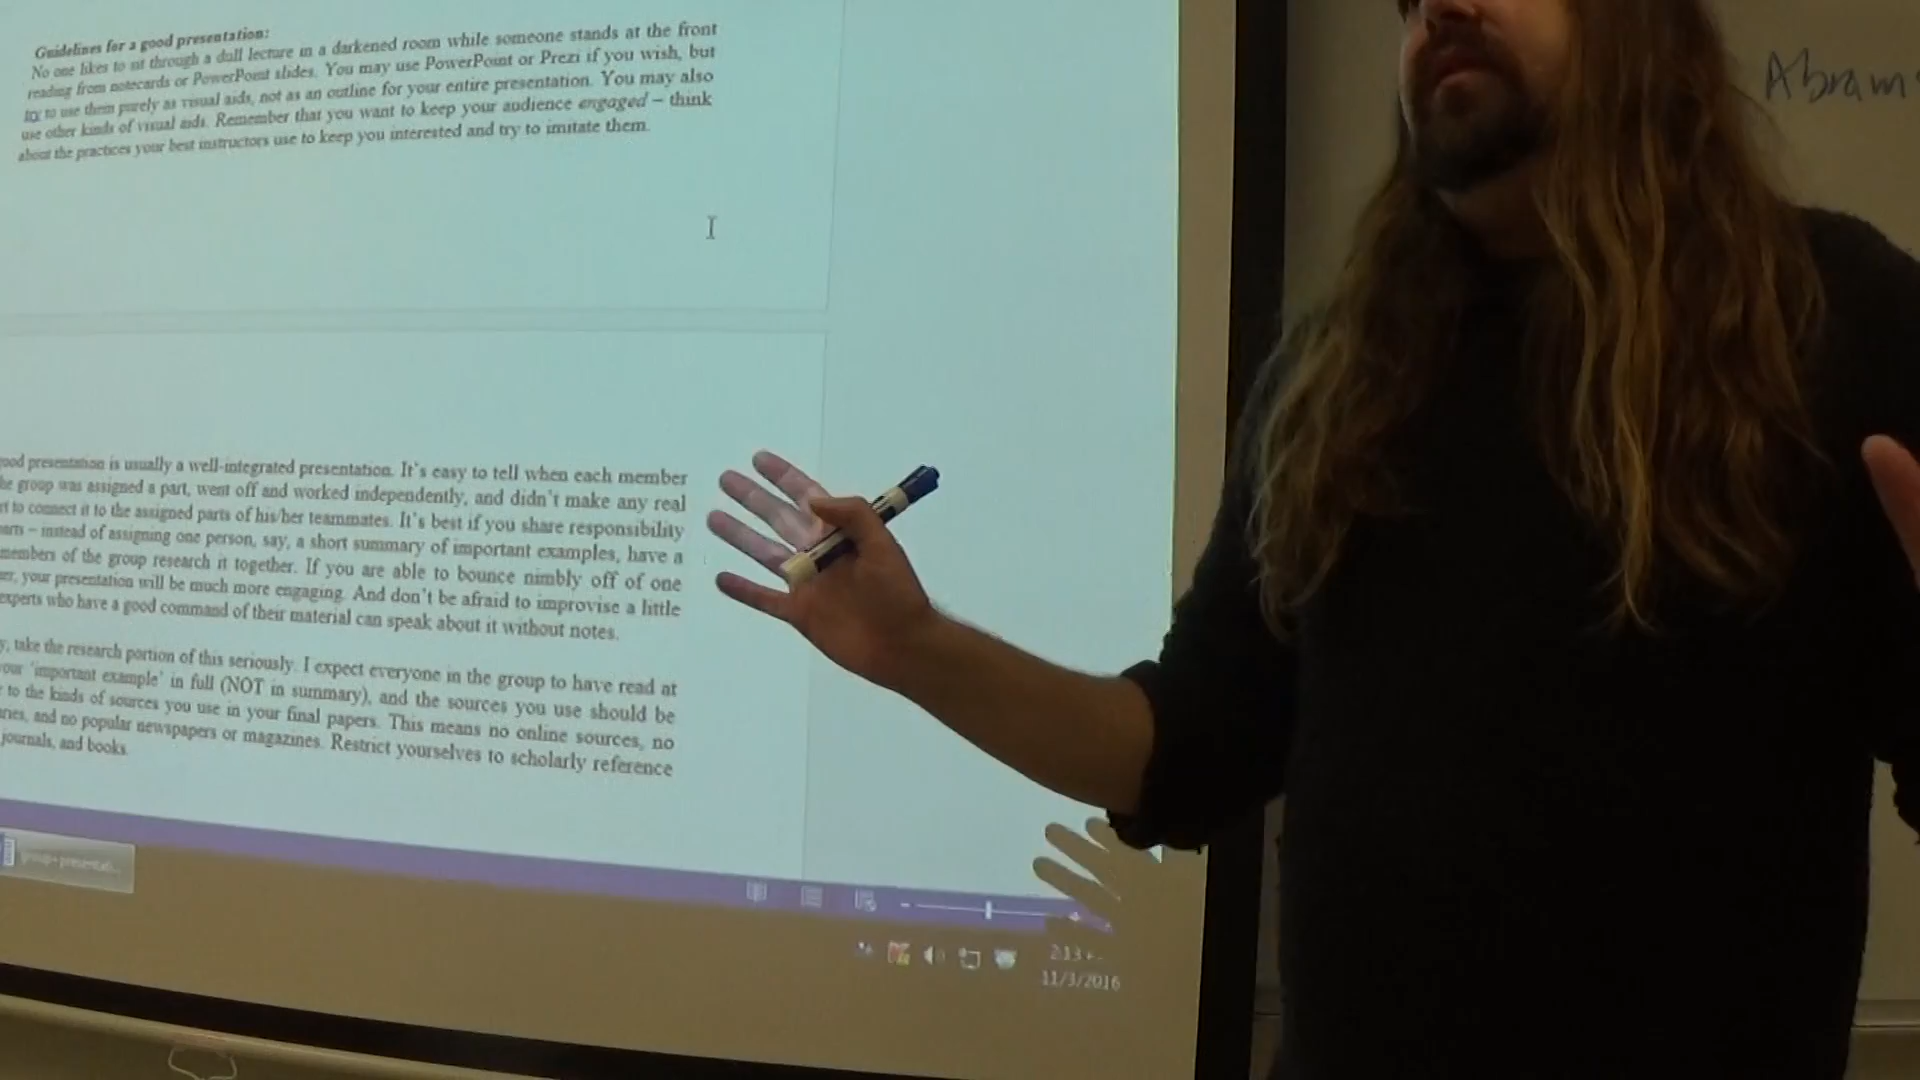 Guidelines for a good presentation:
No one likes to sit through a dull lecture in a darkened room while someone stands at the front
reading from notecards or PowerPoint slides. You may use PowerPoint or Prezi if you wish, but
try to use them purely as visual aids, not as an outline for your entire presentation. You may also
use other kinds of visual aids. Remember that you want to keep your audience engaged – think
about the practices your best instructors use to keep you interested and try to imitate them.
ood presentation is usually a well-integrated presentation. It's easy to tell when each member
he group was assigned a part, went off and worked independently, and didn't make any real
rt to connect it to the assigned parts of his/her teammates. It's best if you share responsibility
arts – instead of assigning one person, say, a short summary of important examples, have a
members of the group research it together. If you are able to bounce nimbly off of one
er, your presentation will be much more engaging. And don't be afraid to improvise a little
experts who have a good command of their material can speak about it without notes.
y, take the research portion of this seriously. I expect everyone in the group to have read at
our 'important example' in full (NOT in summary), and the sources you use should be
to the kinds of sources you use in your final papers. This means no online sources, no
ries, and no popular newspapers or magazines. Restrict yourselves to scholarly reference
journals, and books.
group+presentati...
2:13
11/3/2016
Abram